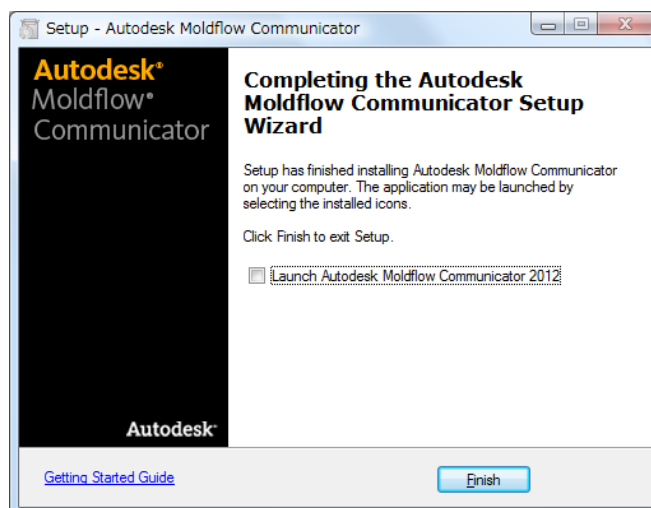 Setup - Autodesk Moldflow Communicator
Autodesk®
Moldflow®
Communicator
Completing the Autodesk
Moldflow Communicator Setup
Wizard
Setup has finished installing Autodesk Moldflow Communicator
on your computer. The application may be launched by
selecting the installed icons.
Click Finish to exit Setup.
Launch Autodesk Moldflow Communicator 2012
Autodesk®
Getting Started Guide
Finish